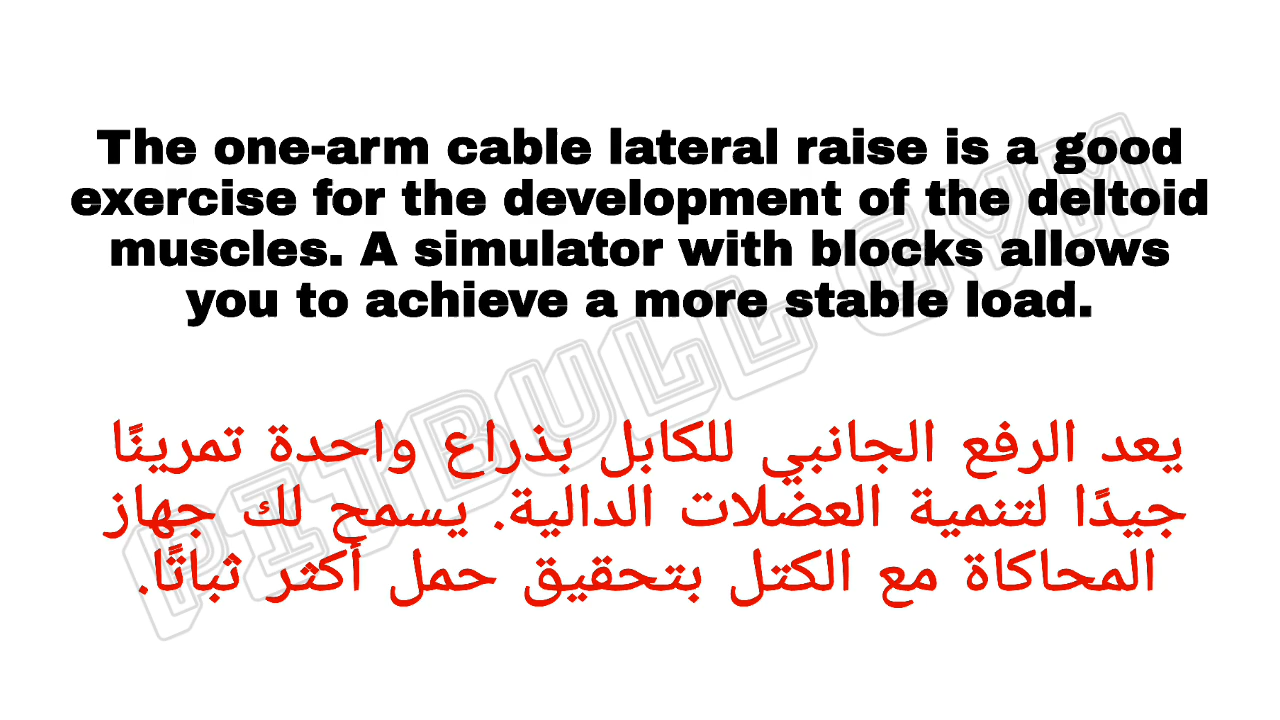 The one-arm cable lateral raise is a good
exercise for the development of the deltoid
muscles. A simulator with blocks allows
you to achieve a more stable load.
يعد الرفع الجانبي للكابل بذراع واحدة تمرينًا
جيدًا لتنمية العضلات الدالية. يسمح لك جهاز
المحاكاة مع الكتل بتحقيق حمل أكثر ثباتًا.
PITBULL GYM